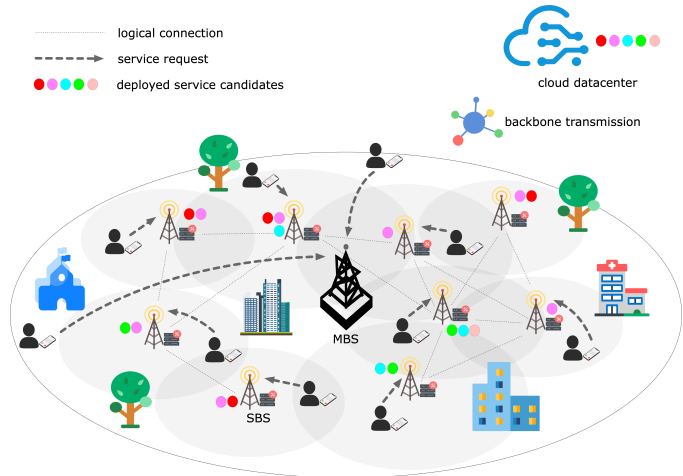 logical connection
service request
deployed service candidates
cloud datacenter
backbone transmission
MBS
SBS